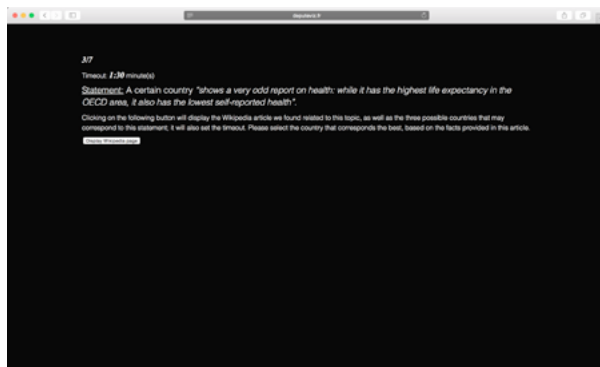 deputevz.fr
3/7
Timeout: 1:30 minute(s)
Statement: A certain country "shows a very odd report on health: while it has the highest life expectancy in the
OECD area, it also has the lowest self-reported health".
Clicking on the following button will display the Wikipedia article we found related to this topic, as well as the three possible countries that may
correspond to this statement; it will also set the timeout. Please select the country that corresponds the best, based on the facts provided in this article.
Display Wikipedia page